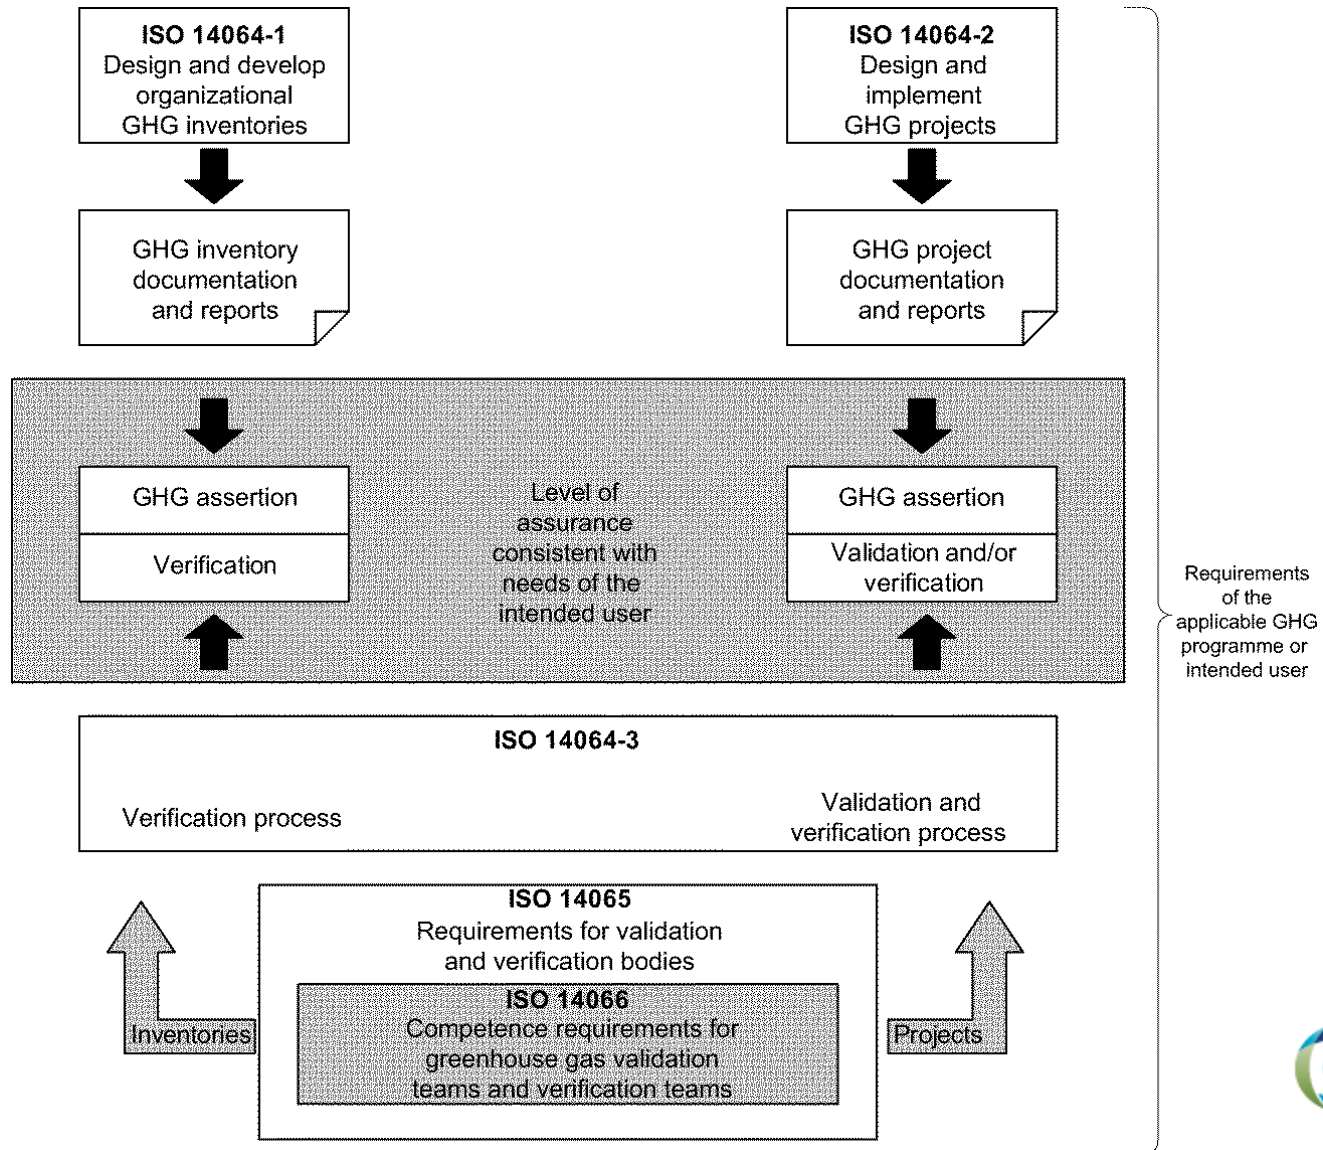 ISO 14064-1
Design and develop
organizational
GHG inventories
ISO 14064-2
Design and
implement
GHG projects
GHG inventory
documentation
and reports
GHG project
documentation
and reports
GHG assertion
Verification
Level of
assurance
consistent with
needs of the
intended user
GHG assertion
Validation and/or
verification
Requirements
of the
applicable GHG
programme or
intended user
ISO 14064-3
Verification process
Validation and
verification process
ISO 14065
Requirements for validation
and verification bodies
ISO 14066
Competence requirements for
greenhouse gas validation
teams and verification teams
Inventories
Projects